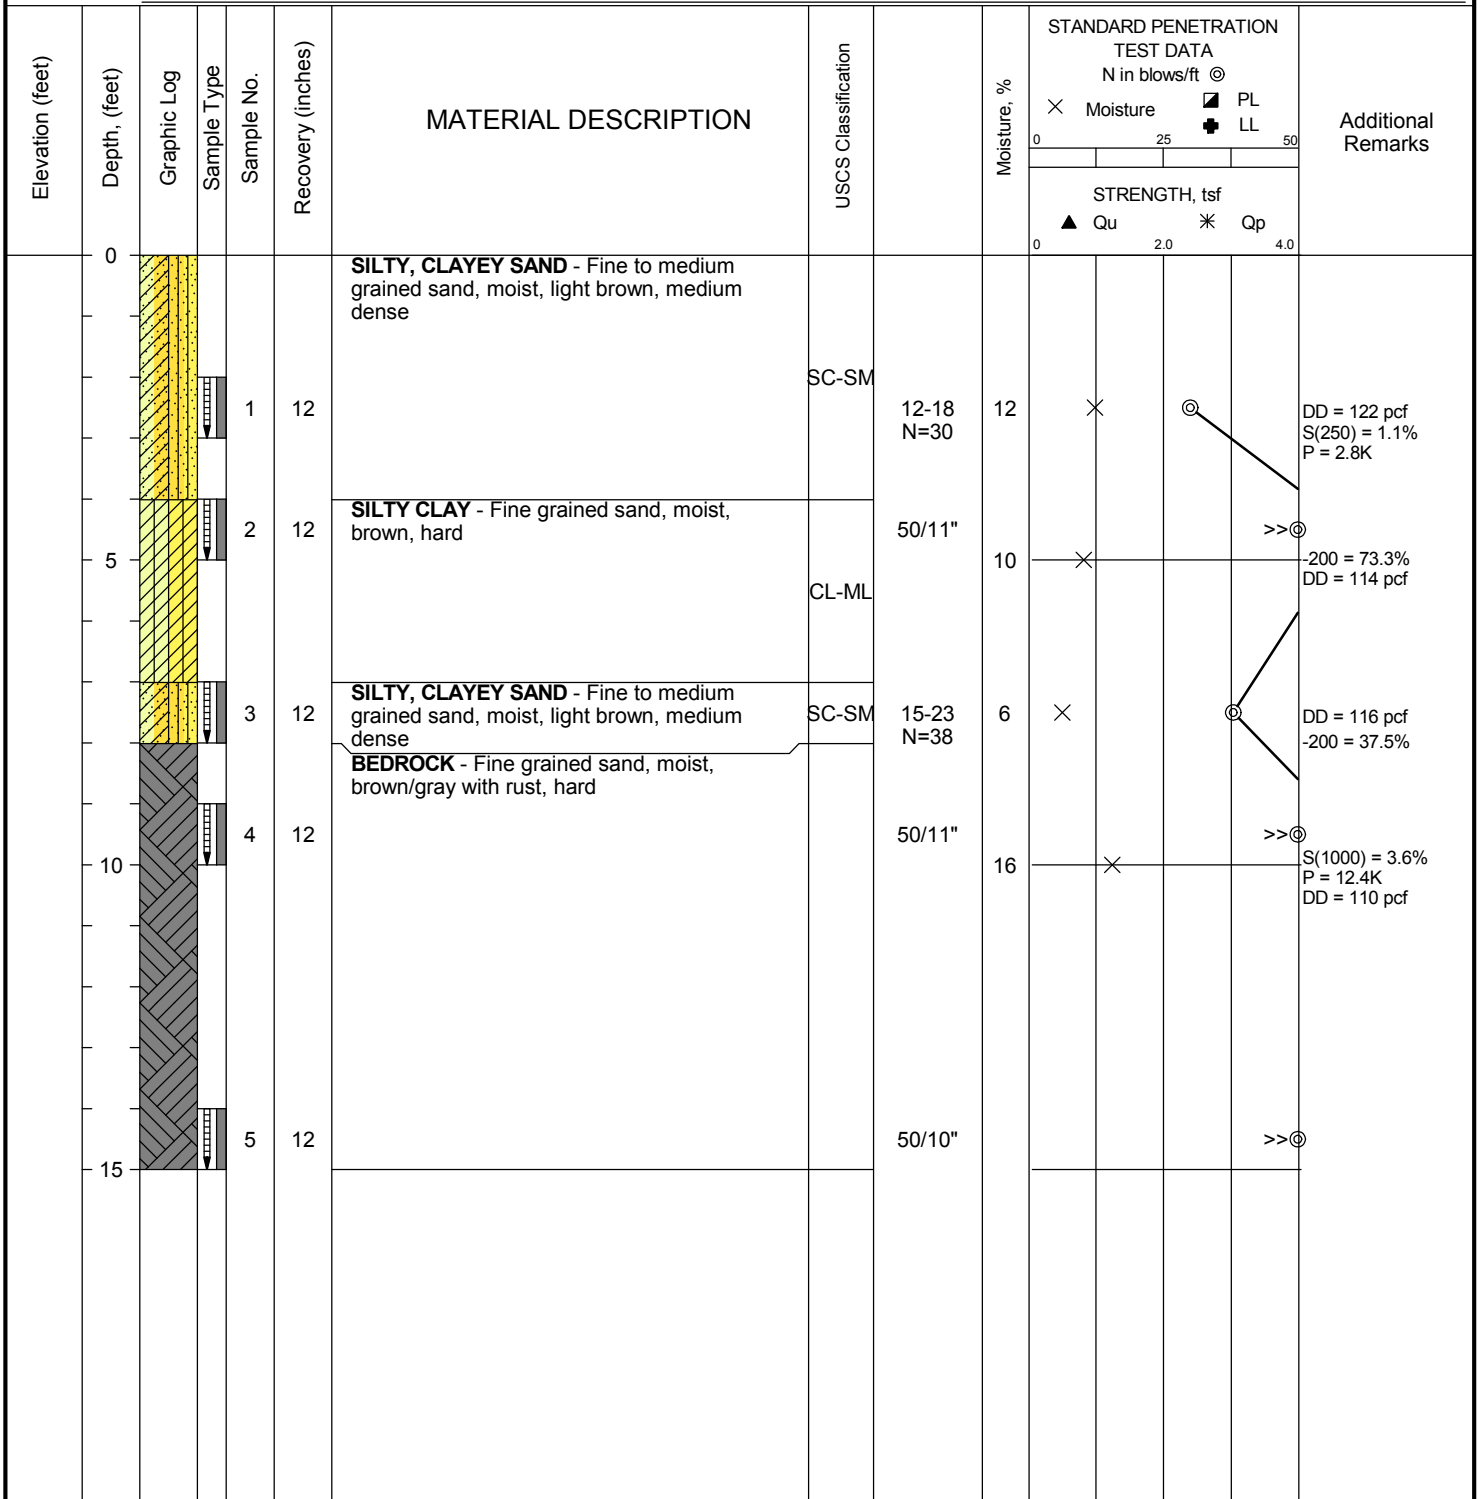 Elevation (feet)
Depth, (feet)
Graphic Log
Sample Type
Sample No.
Recovery (inches)
MATERIAL DESCRIPTION
USCS Classification
Moisture, %
STANDARD PENETRATION
TEST DATA
N in blows/ft ◎
× Moisture
PL
LL
0 25 50
STRENGTH, tsf
▲ Qu ✳ Qp
0 2.0 4.0
Additional
Remarks
0
SILTY, CLAYEY SAND - Fine to medium
grained sand, moist, light brown, medium
dense
SC-SM
1 12
12-18
N=30
12
DD = 122 pcf
S(250) = 1.1%
P = 2.8K
SILTY CLAY - Fine grained sand, moist,
brown, hard
2 12
50/11"
>>◎
5
10
-200 = 73.3%
DD = 114 pcf
CL-ML
SILTY, CLAYEY SAND - Fine to medium
grained sand, moist, light brown, medium
dense
3 12
SC-SM
15-23
N=38
6
DD = 116 pcf
-200 = 37.5%
BEDROCK - Fine grained sand, moist,
brown/gray with rust, hard
4 12
50/11"
>>◎
10
16
S(1000) = 3.6%
P = 12.4K
DD = 110 pcf
5 12
50/10"
>>◎
15